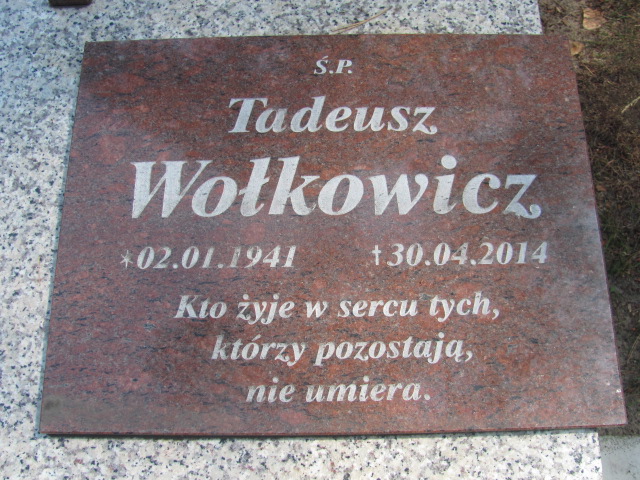 Ś.P.
Tadeusz
Wołkowicz
*02.01.1941 †30.04.2014
Kto żyje w sercu tych,
którzy pozostają,
nie umiera.